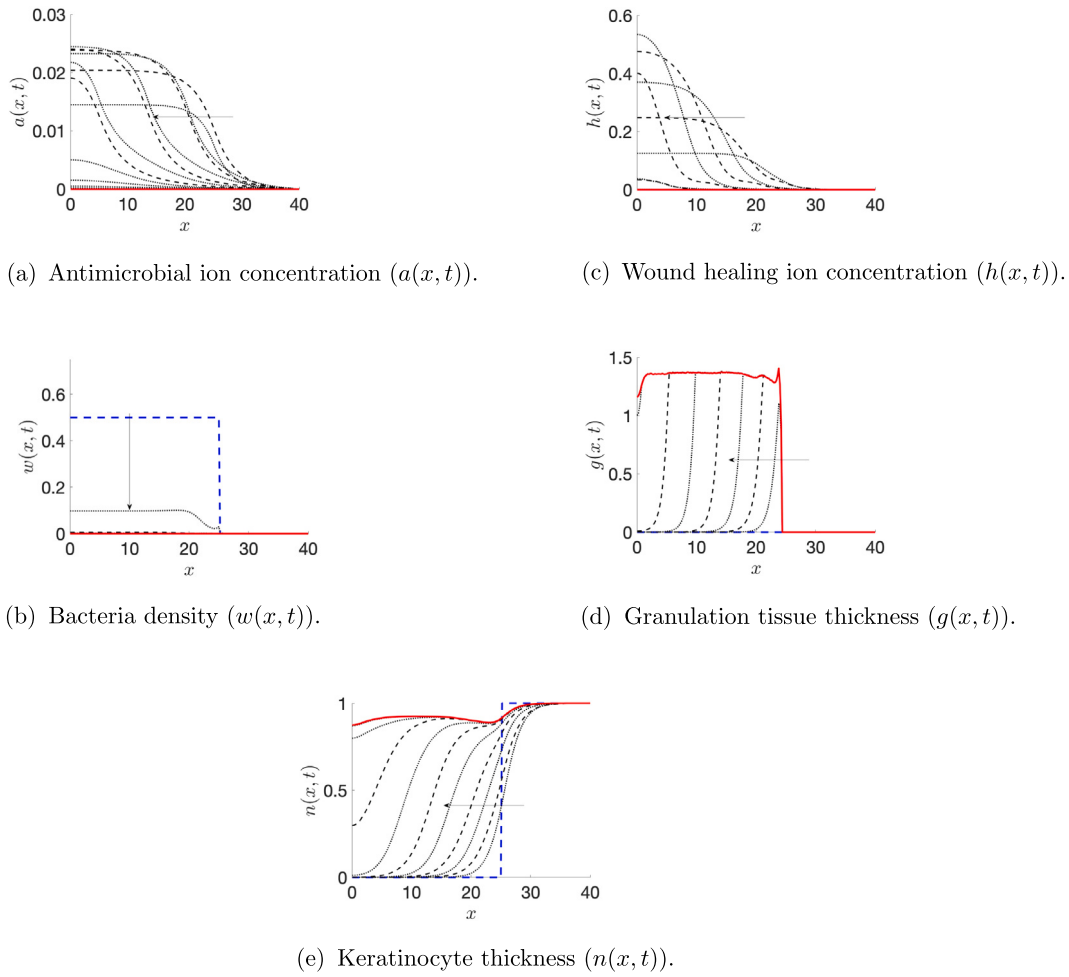 0.03
0.02
0.01
0
a(x, t)
0 10 20 30 40
x
(a) Antimicrobial ion concentration (a(x, t)).
0.6
0.4
0.2
0
h(x, t)
0 10 20 30 40
x
(c) Wound healing ion concentration (h(x, t)).
0.6
0.4
0.2
0
w(x, t)
0 10 20 30 40
x
(b) Bacteria density (w(x, t)).
1.5
1
0.5
0
g(x, t)
0 10 20 30 40
x
(d) Granulation tissue thickness (g(x, t)).
1
0.5
0
n(x, t)
0 10 20 30 40
x
(e) Keratinocyte thickness (n(x, t)).